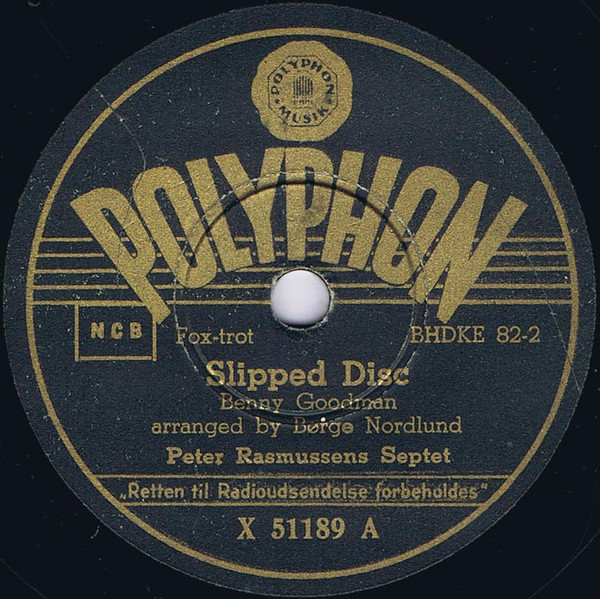 POLYPHON
MUSIK
POLYPHON
NCB
Fox-trot
BHDKE 82-2
Slipped Disc
Benny Goodman
arranged by Børge Nordlund
Peter Rasmussens Septet
„Retten til Radioudsendelse forbeholdes“
X 51189 A